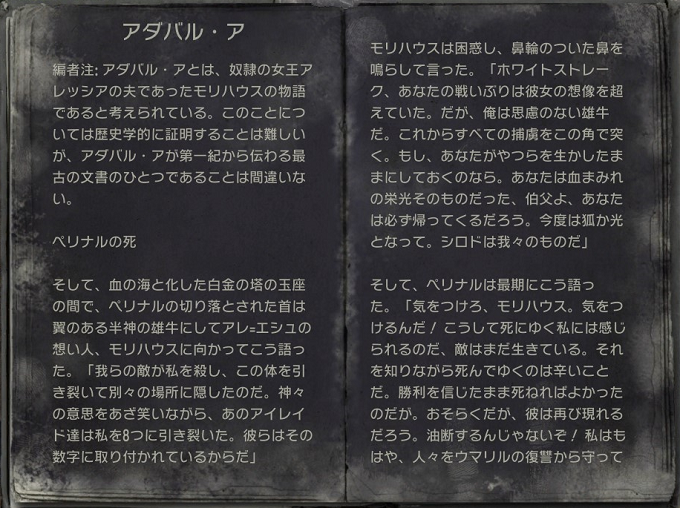 アダバル・ア
編者注: アダバル・アとは、奴隷の女王ア
レッシアの夫であったモリハウスの物語
であると考えられている。このことにつ
いては歴史学的に証明することは難しい
が、アダバル・アが第一紀から伝わる最
古の文書のひとつであることは間違いな
い。
ペリナルの死
そして、血の海と化した白金の塔の玉座
の間で、ペリナルの切り落とされた首は
翼のある半神の雄牛にしてアレ=エシュの
想い人、モリハウスに向かってこう語っ
た。「我らの敵が私を殺し、この体を引
き裂いて別々の場所に隠したのだ。神々
の意思をあざ笑いながら、あのアイレイ
ド達は私を8つに引き裂いた。彼らはその
数字に取り付かれているからだ」
モリハウスは困惑し、鼻輪のついた鼻を
鳴らして言った。「ホワイトストレー
ク、あなたの戦いぶりは彼女の想像を超
えていた。だが、俺は思慮のない雄牛
だ。これからすべての捕虜をこの角で突
く。もし、あなたがやつらを生かしたま
まにしておくのなら。あなたは血まみれ
の栄光そのものだった、伯父よ、あなた
は必ず帰ってくるだろう。今度は狐か光
となって。シロドは我々のものだ」
そして、ペリナルは最期にこう語っ
た。「気をつけろ、モリハウス。気をつ
けるんだ！こうして死にゆく私には感じ
られるのだ、敵はまだ生きている。それ
を知りながら死んでゆくのは辛いこと
だ。勝利を信じたまま死ねればよかった
のだが。おそらくだが、彼は再び現れる
だろう。油断するんじゃないぞ！私はも
はや、人々をウマリルの復讐から守って